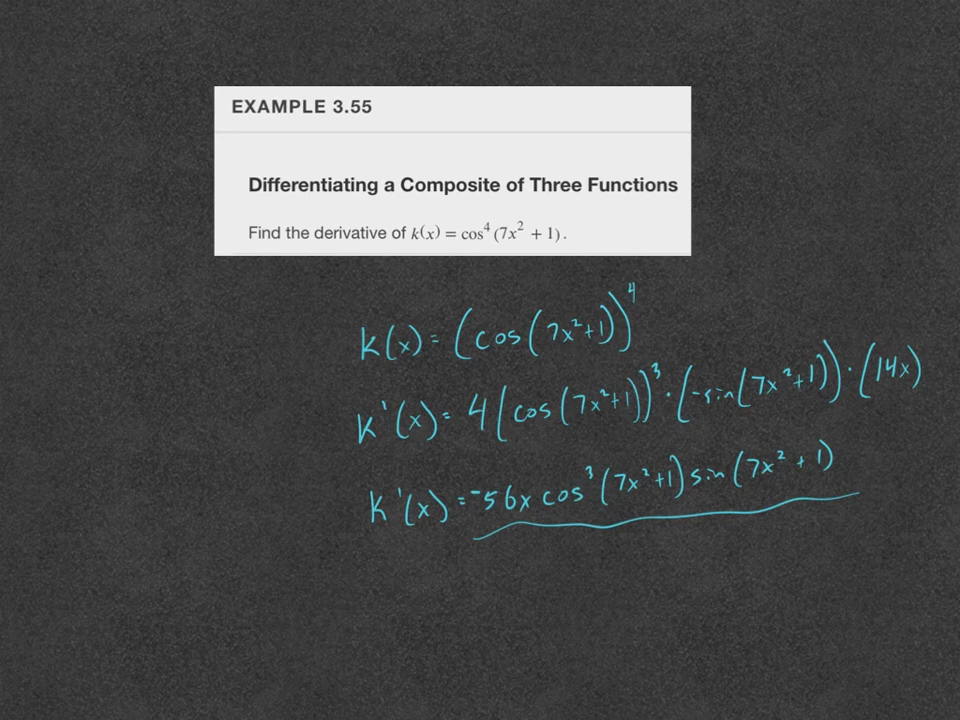 EXAMPLE 3.55
Differentiating a Composite of Three Functions
Find the derivative of k(x) = cos⁴(7x² + 1).
k(x) = (cos(7x²+1))⁴
k'(x) = 4(cos(7x²+1))³ · (-sin(7x²+1)) · (14x)
k'(x) = -56x cos³(7x²+1) sin(7x² + 1)